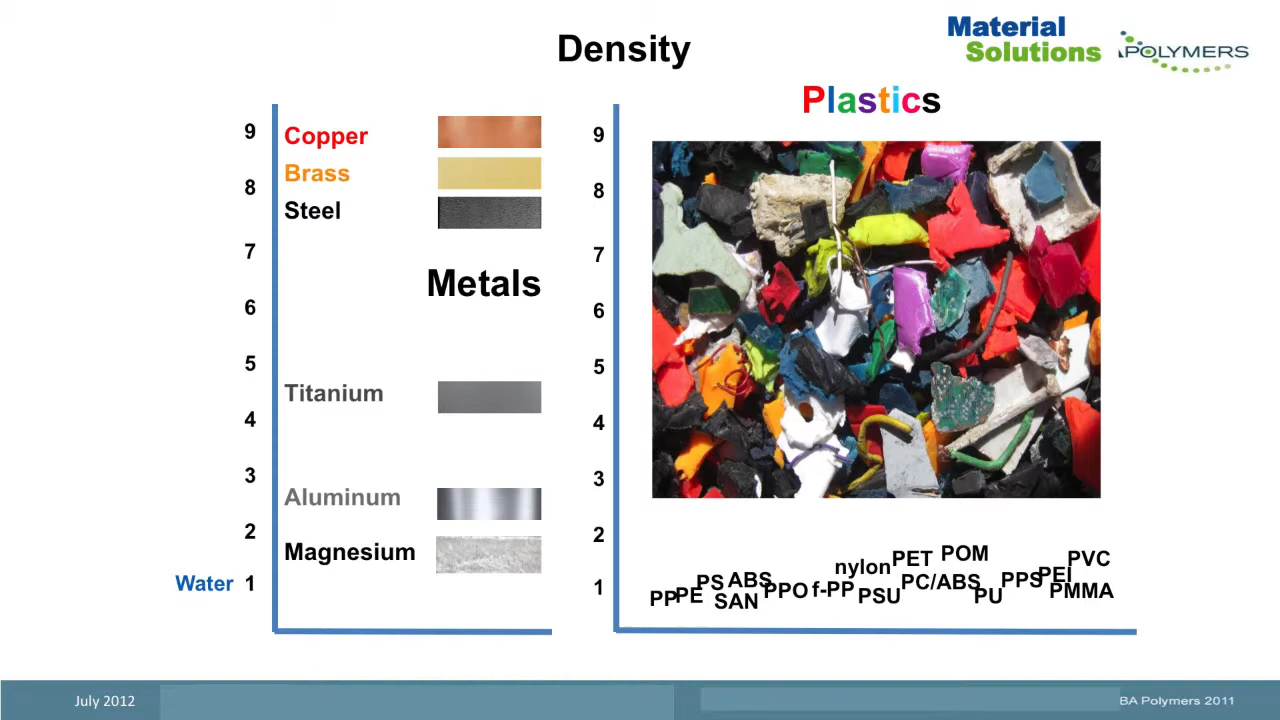 Density
Material
Solutions
POLYMERS
Plastics
9
Copper
Brass
8
Steel
7
Metals
6
5
Titanium
4
3
Aluminum
2
Magnesium
Water 1
9
8
7
6
5
4
3
2
1
PP
PE
PS
ABS
SAN
PPO
f-PP
nylon
PSU
PET
PC/ABS
POM
PU
PPS
PEI
PVC
PMMA
July 2012
BA Polymers 2011